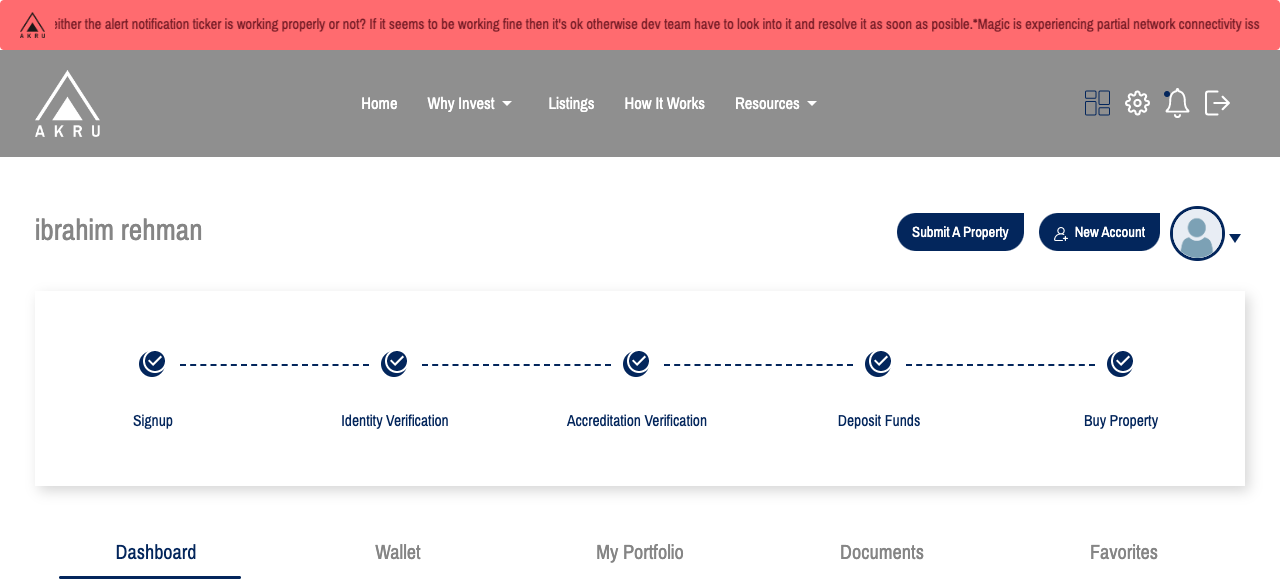 AKRU
either the alert notification ticker is working properly or not? If it seems to be working fine then it's ok otherwise dev team have to look into it and resolve it as soon as posible.*Magic is experiencing partial network connectivity iss
AKRU
Home Why Invest Listings How It Works Resources
ibrahim rehman
Submit A Property New Account
Signup Identity Verification Accreditation Verification Deposit Funds Buy Property
Dashboard Wallet My Portfolio Documents Favorites